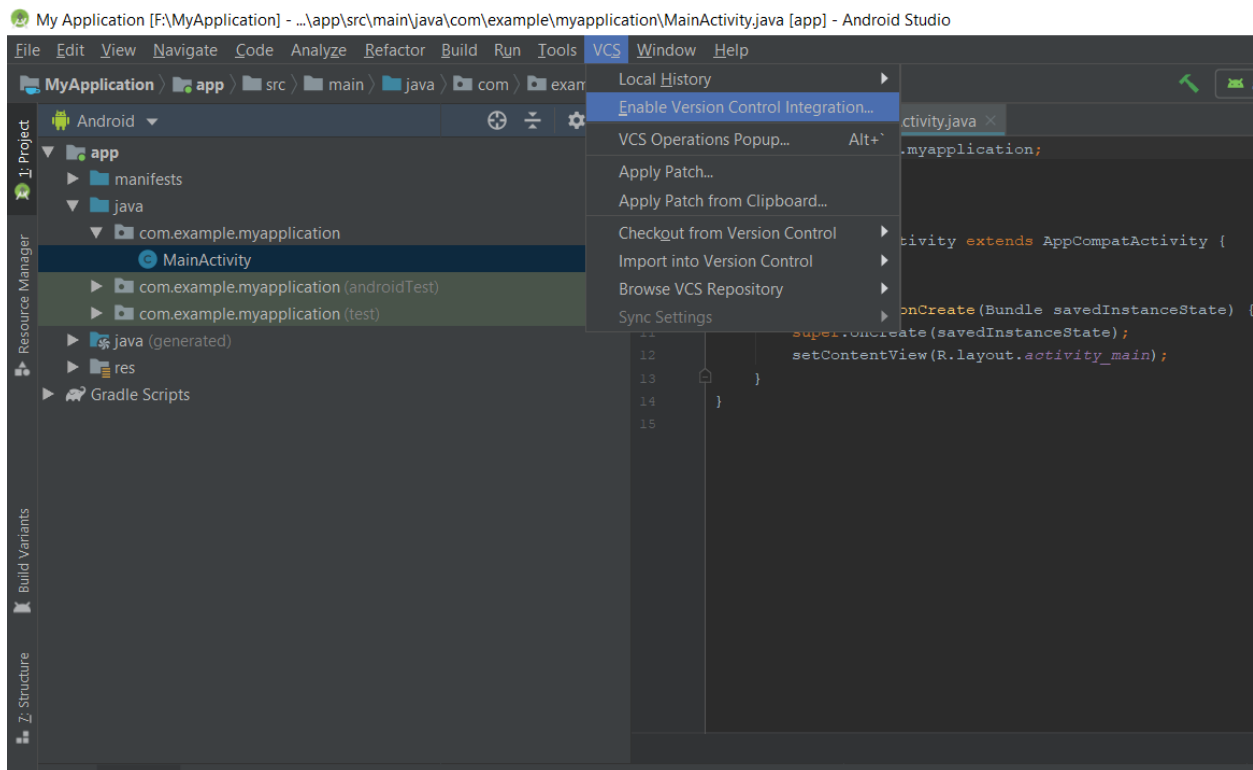 My Application [F:\MyApplication] - ...\app\src\main\java\com\example\myapplication\MainActivity.java [app] - Android Studio
File Edit View Navigate Code Analyze Refactor Build Run Tools VCS Window Help
MyApplication app src main java com exam
Local History
Enable Version Control Integration...
VCS Operations Popup... Alt+`
Apply Patch...
Apply Patch from Clipboard...
Checkout from Version Control
Import into Version Control
Browse VCS Repository
Sync Settings
1: Project
Resource Manager
Build Variants
Z: Structure
Android
app
manifests
java
com.example.myapplication
MainActivity
com.example.myapplication (androidTest)
com.example.myapplication (test)
java (generated)
res
Gradle Scripts
ctivity.java
.myapplication;
tivity extends AppCompatActivity {
onCreate(Bundle savedInstanceState) {
11 super.onCreate(savedInstanceState);
12 setContentView(R.layout.activity_main);
13 }
14 }
15